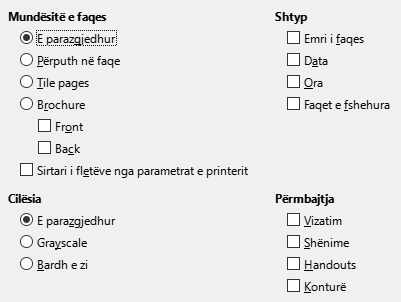 Mundësitë e faqes
E parazgjedhur
Përputh në faqe
Tile pages
Brochure
Front
Back
Sirtari i fletëve nga parametrat e printerit
Shtyp
Emri i faqes
Data
Ora
Faqet e fshehura
Cilësia
E parazgjedhur
Grayscale
Bardh e zi
Përmbajtja
Vizatim
Shënime
Handouts
Konturë